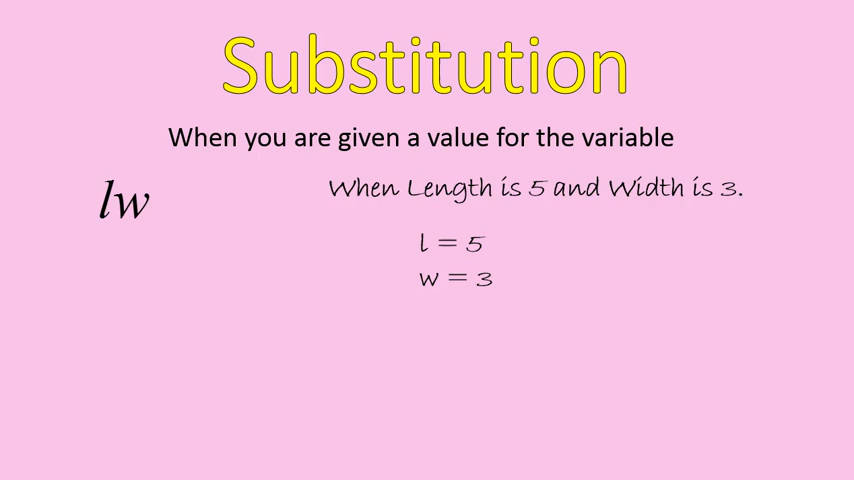 Substitution
When you are given a value for the variable
lw
When Length is 5 and Width is 3.
l = 5
w = 3